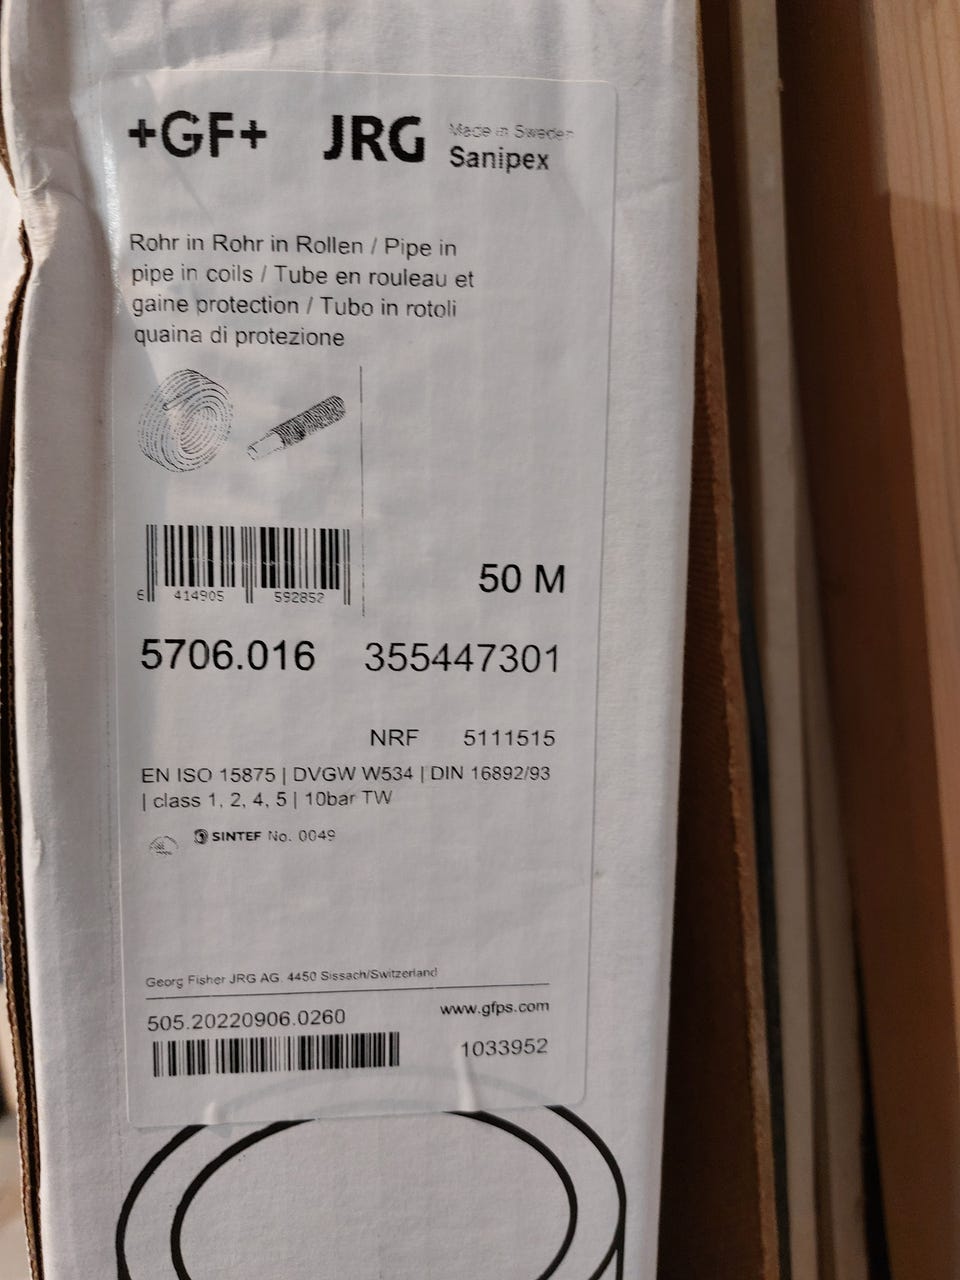 +GF+ JRG Made in Sweden
Sanipex
Rohr in Rohr in Rollen / Pipe in
pipe in coils / Tube en rouleau et
gaine protection / Tubo in rotoli
quaina di protezione
6 414905 592852
50 M
5706.016 355447301
NRF 5111515
EN ISO 15875 | DVGW W534 | DIN 16892/93
| class 1, 2, 4, 5 | 10bar TW
SINTEF No. 0049
Georg Fisher JRG AG. 4450 Sissach/Switzerland
505.20220906.0260 www.gfps.com
1033952